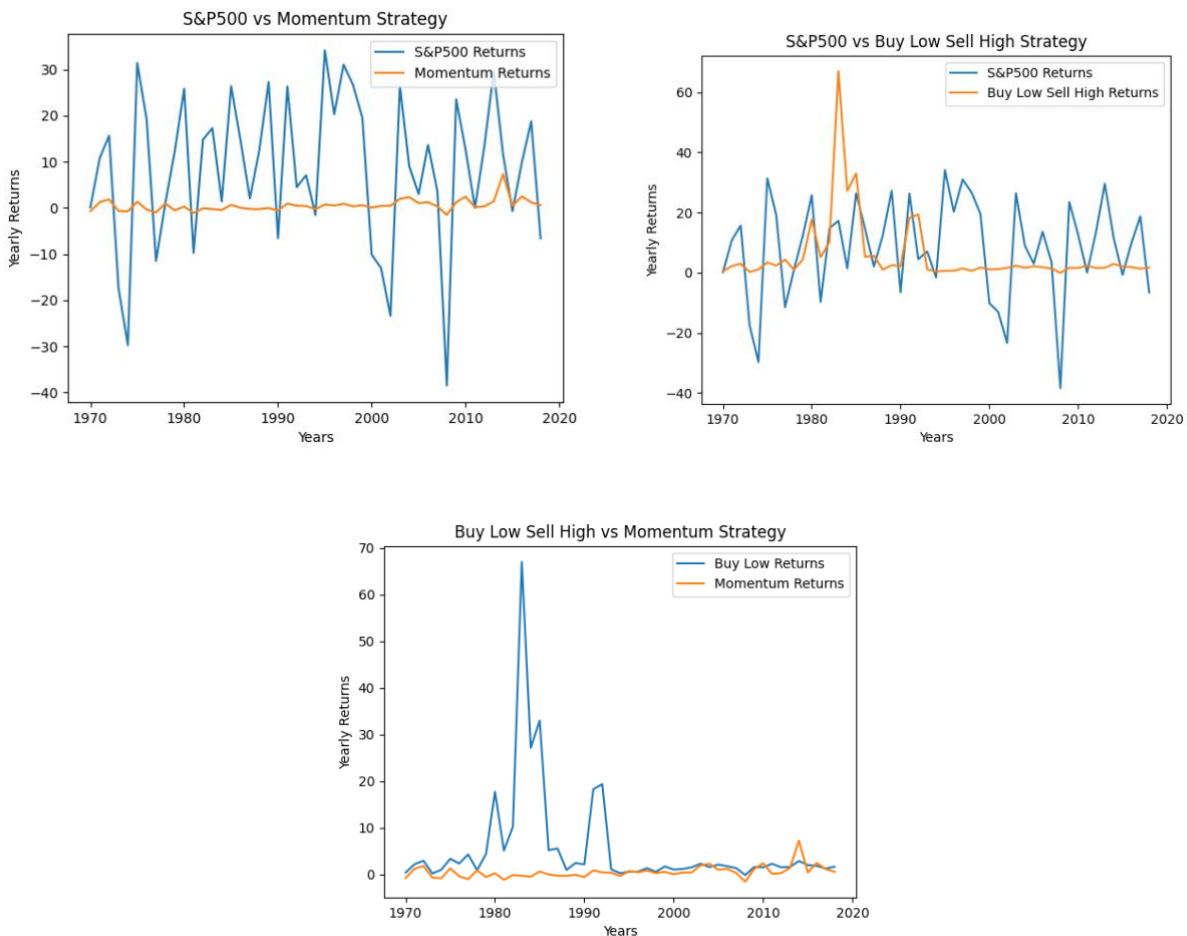 S&P500 vs Momentum Strategy
S&P500 Returns
Momentum Returns
30
20
10
0
−10
−20
−30
−40
Yearly Returns
1970
1980
1990
2000
2010
2020
Years
S&P500 vs Buy Low Sell High Strategy
S&P500 Returns
Buy Low Sell High Returns
60
40
20
0
−20
−40
Yearly Returns
1970
1980
1990
2000
2010
2020
Years
Buy Low Sell High vs Momentum Strategy
Buy Low Returns
Momentum Returns
70
60
50
40
30
20
10
0
Yearly Returns
1970
1980
1990
2000
2010
2020
Years